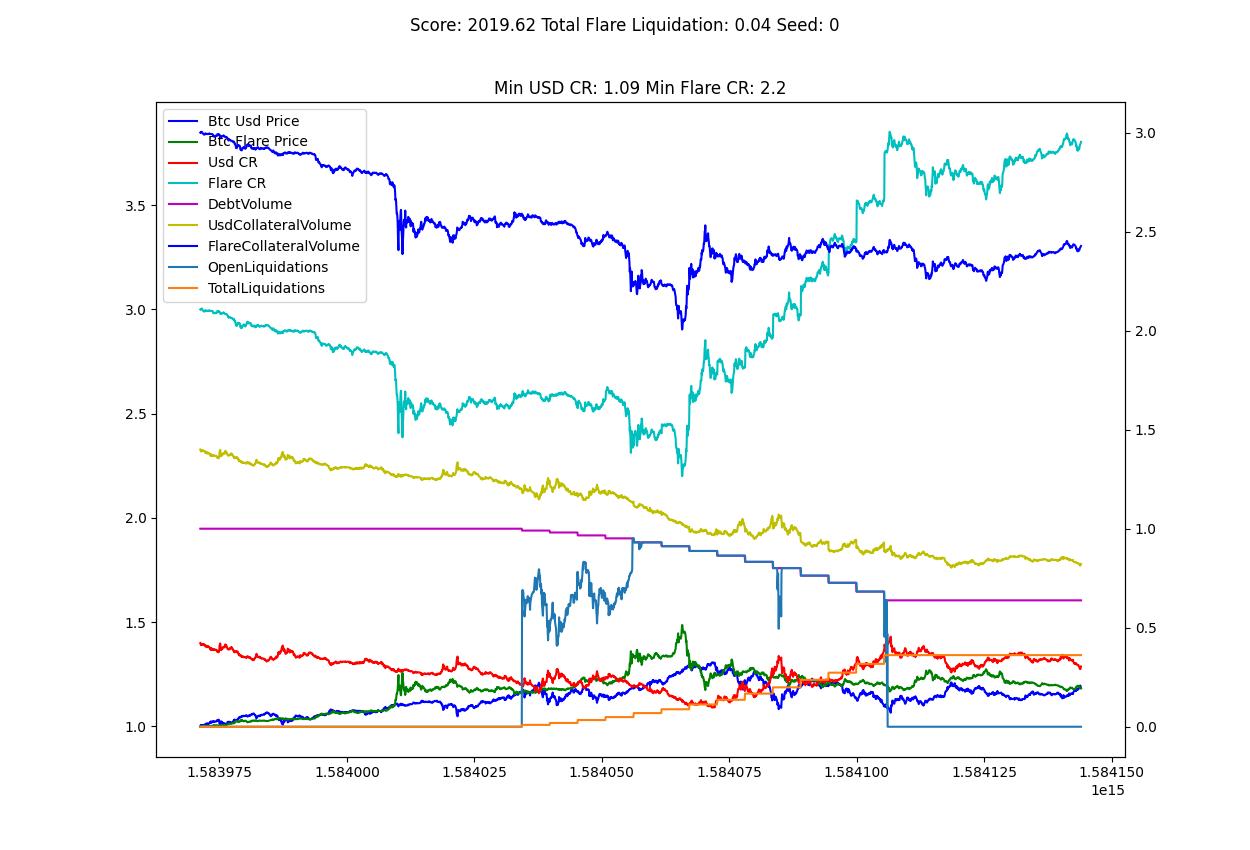 Score: 2019.62 Total Flare Liquidation: 0.04 Seed: 0
Min USD CR: 1.09 Min Flare CR: 2.2
Btc Usd Price
Btc Flare Price
Usd CR
Flare CR
DebtVolume
UsdCollateralVolume
FlareCollateralVolume
OpenLiquidations
TotalLiquidations
3.5
3.0
2.5
2.0
1.5
1.0
3.0
2.5
2.0
1.5
1.0
0.5
0.0
1.583975 1.584000 1.584025 1.584050 1.584075 1.584100 1.584125 1.584150
1e15